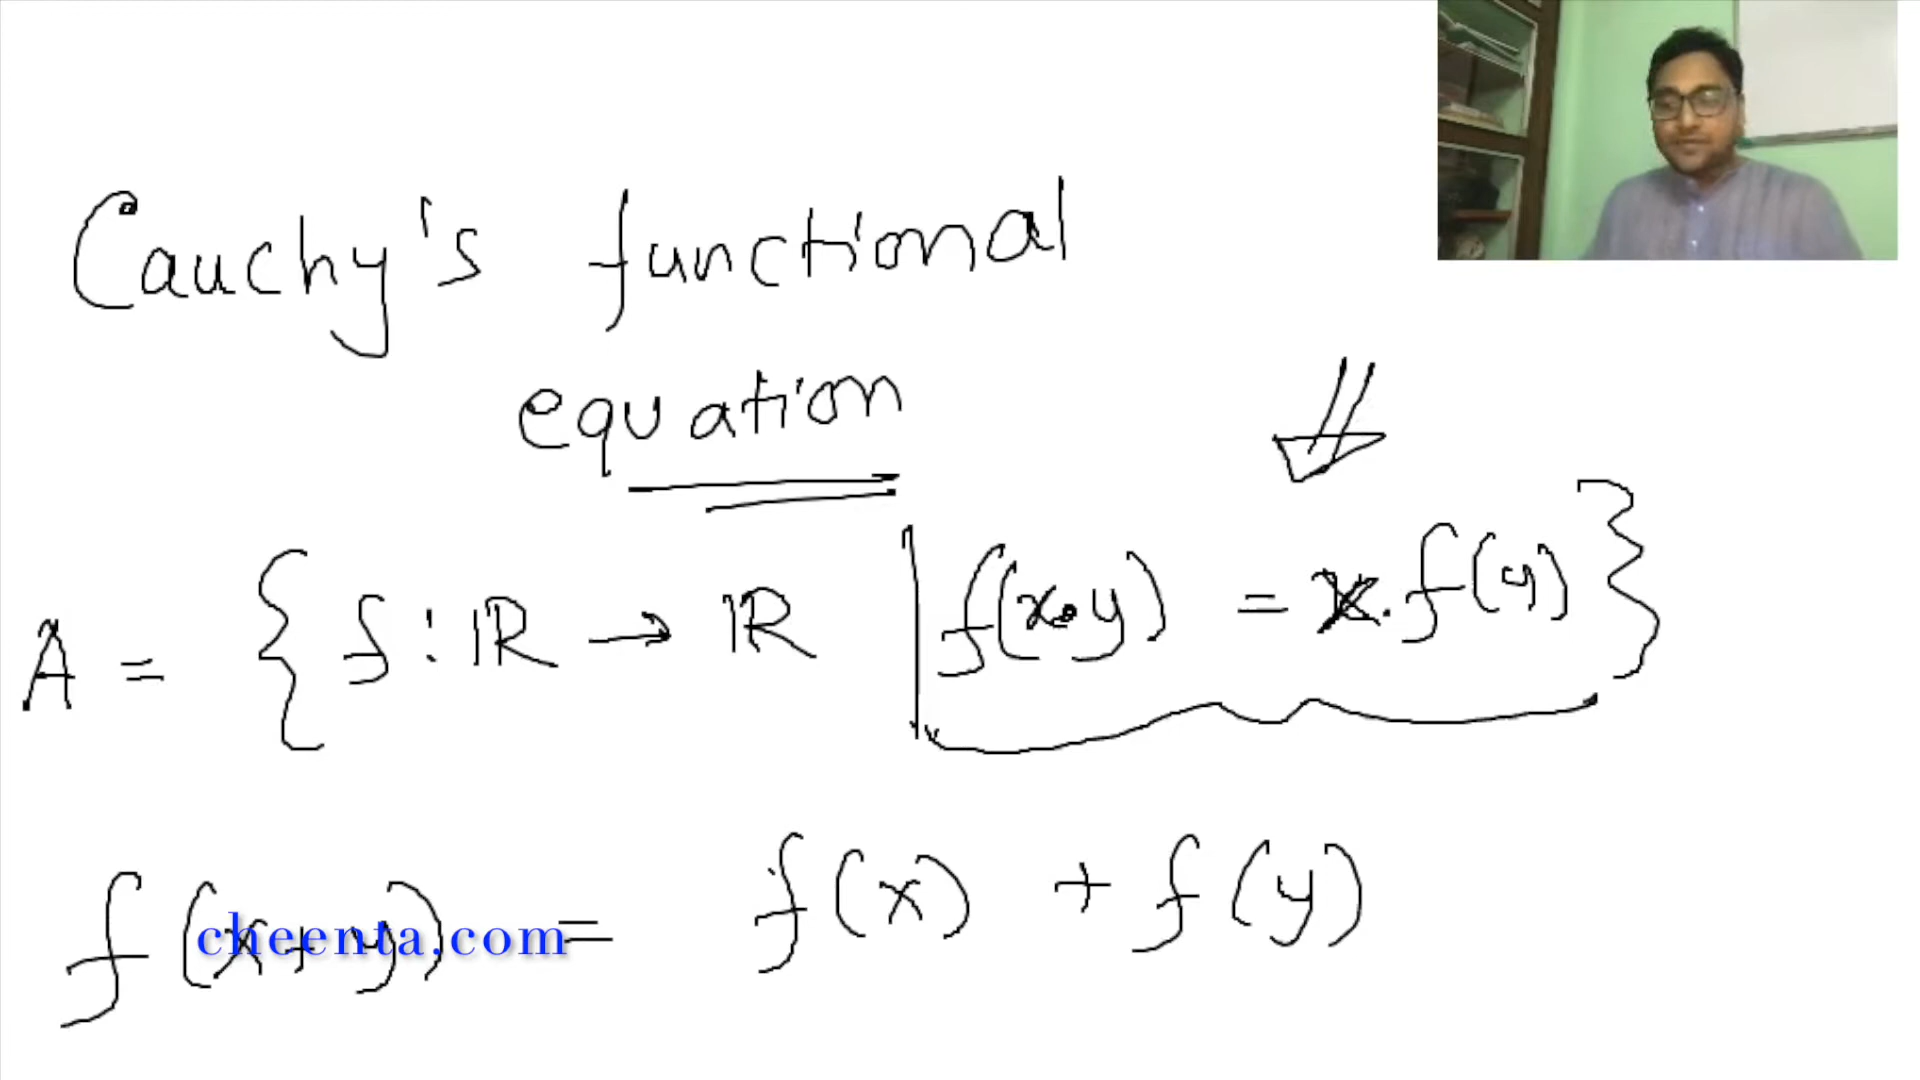 Cauchy's functional
equation
A = { f : ℝ → ℝ | f(x.y) = x.f(y) }
f(x+y) = f(x) + f(y)
cheenta.com